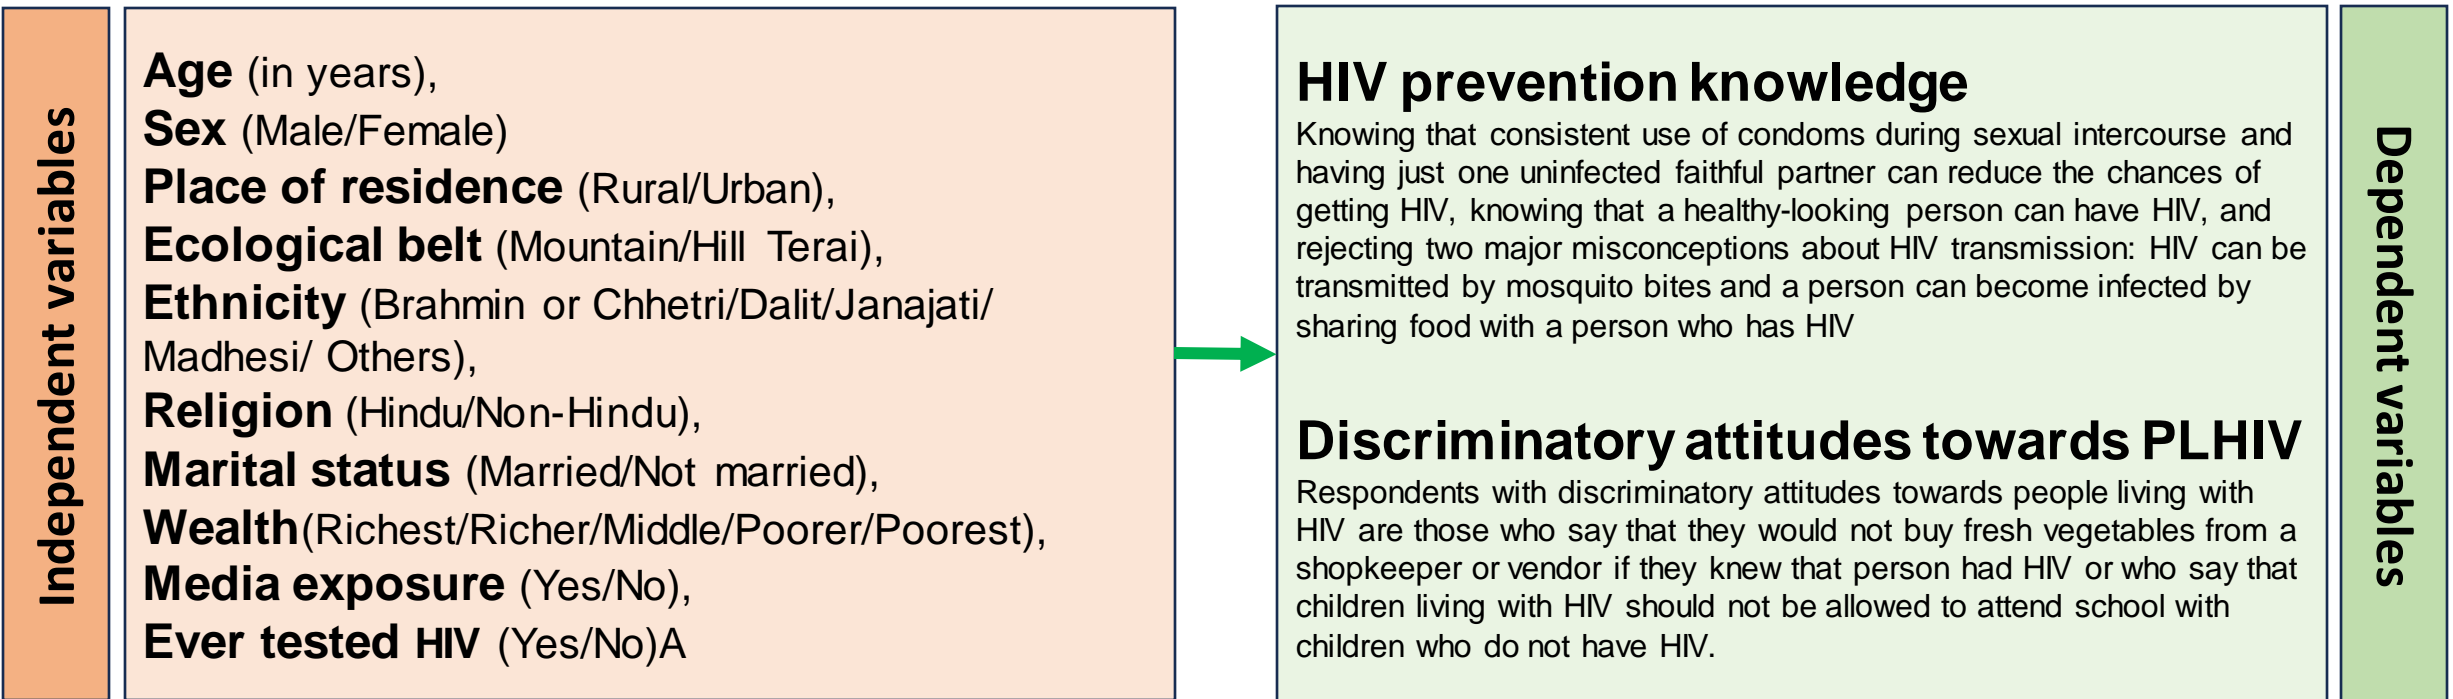 Independent variables
Age (in years),
Sex (Male/Female)
Place of residence (Rural/Urban),
Ecological belt (Mountain/Hill Terai),
Ethnicity (Brahmin or Chhetri/Dalit/Janajati/
Madhesi/ Others),
Religion (Hindu/Non-Hindu),
Marital status (Married/Not married),
Wealth(Richest/Richer/Middle/Poorer/Poorest),
Media exposure (Yes/No),
Ever tested HIV (Yes/No)A
HIV prevention knowledge
Knowing that consistent use of condoms during sexual intercourse and
having just one uninfected faithful partner can reduce the chances of
getting HIV, knowing that a healthy-looking person can have HIV, and
rejecting two major misconceptions about HIV transmission: HIV can be
transmitted by mosquito bites and a person can become infected by
sharing food with a person who has HIV
Discriminatory attitudes towards PLHIV
Respondents with discriminatory attitudes towards people living with
HIV are those who say that they would not buy fresh vegetables from a
shopkeeper or vendor if they knew that person had HIV or who say that
children living with HIV should not be allowed to attend school with
children who do not have HIV.
Dependent variables